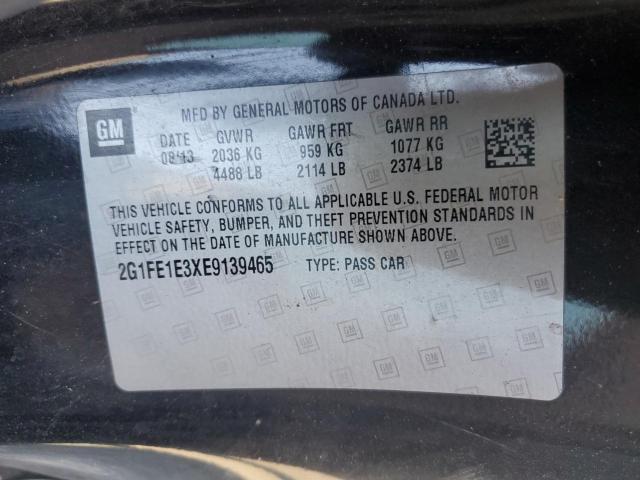 MFD BY GENERAL MOTORS OF CANADA LTD.
GM
DATE GVWR GAWR FRT GAWR RR
08/13 2036 KG 959 KG 1077 KG
4488 LB 2114 LB 2374 LB
THIS VEHICLE CONFORMS TO ALL APPLICABLE U.S. FEDERAL MOTOR
VEHICLE SAFETY, BUMPER, AND THEFT PREVENTION STANDARDS IN
EFFECT ON THE DATE OF MANUFACTURE SHOWN ABOVE.
2G1FE1E3XE9139465 TYPE: PASS CAR